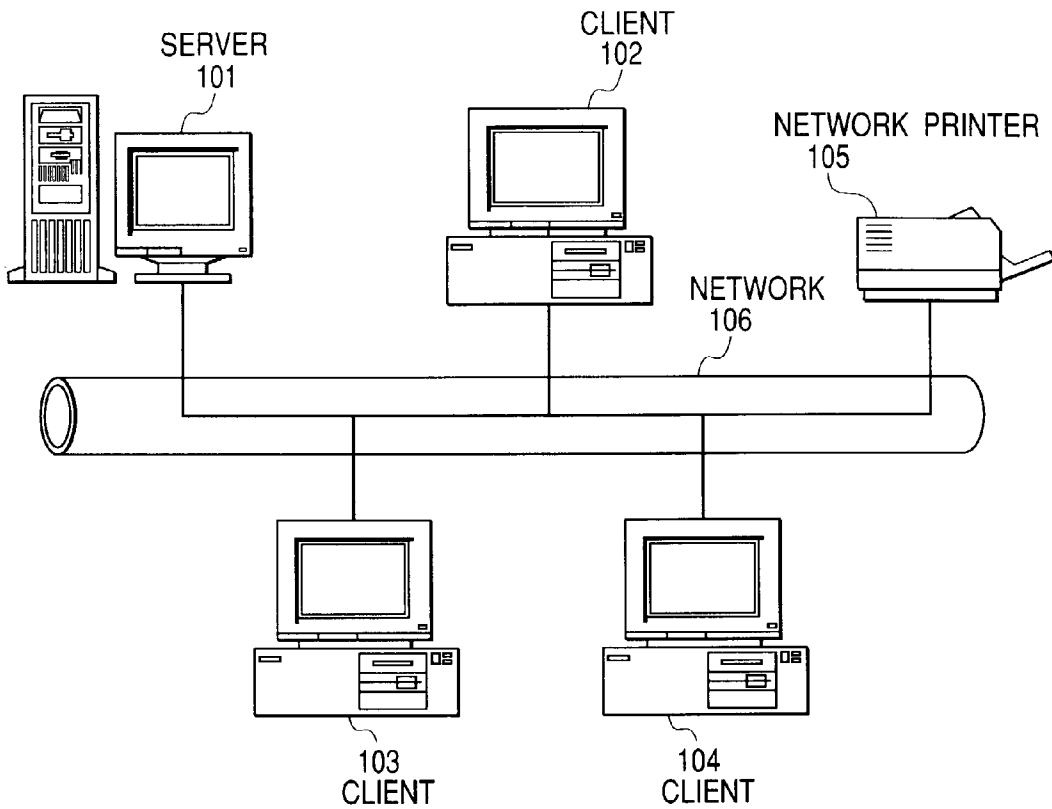 SERVER
101
CLIENT
102
NETWORK PRINTER
105
NETWORK
106
103
CLIENT
104
CLIENT